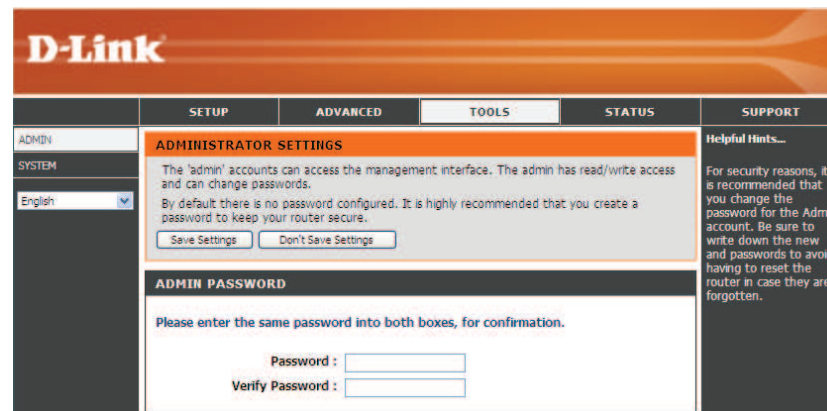 D-Link
SETUP
ADVANCED
TOOLS
STATUS
SUPPORT
ADMIN
SYSTEM
English
ADMINISTRATOR SETTINGS
The 'admin' accounts can access the management interface. The admin has read/write access
and can change passwords.
By default there is no password configured. It is highly recommended that you create a
password to keep your router secure.
Save Settings
Don't Save Settings
ADMIN PASSWORD
Please enter the same password into both boxes, for confirmation.
Password :
Verify Password :
Helpful Hints...
For security reasons, it
is recommended that
you change the
password for the Adm
account. Be sure to
write down the new
and passwords to avoi
having to reset the
router in case they are
forgotten.